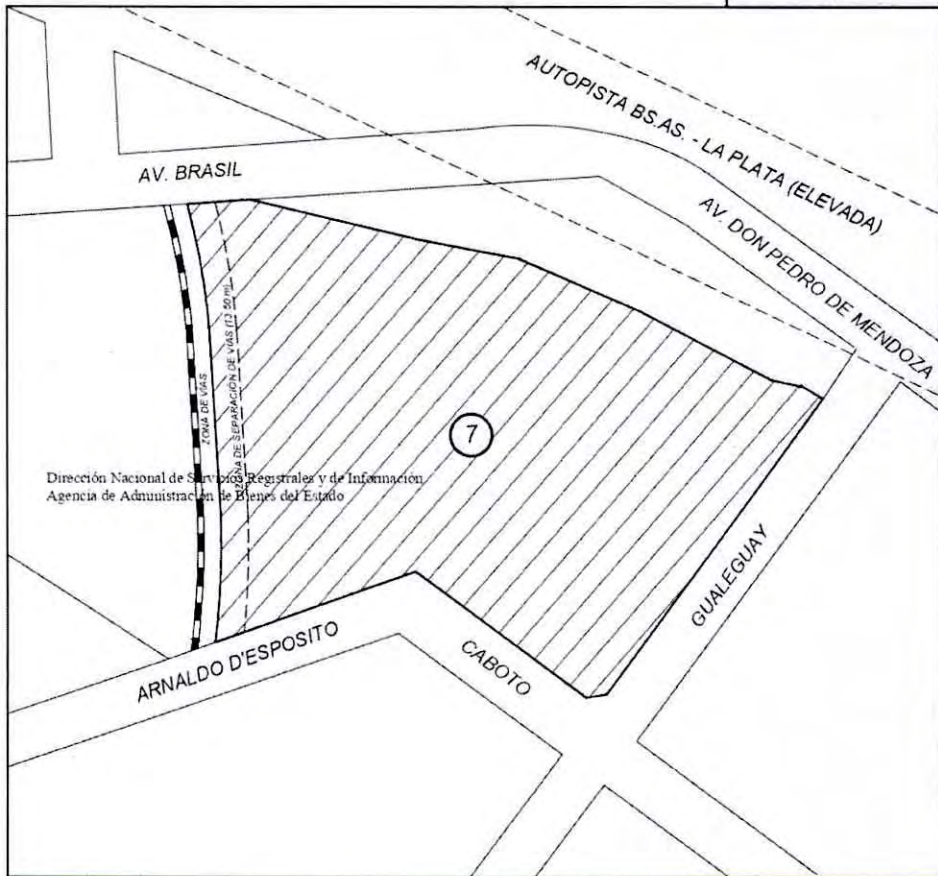 AUTOPISTA BS.AS. - LA PLATA (ELEVADA)
AV. BRASIL
AV. DON PEDRO DE MENDOZA
ZONA DE VIAS
ZONA DE SEPARACIÓN DE VIAS (13.50 m)
7
Dirección Nacional de Servicios Registrales y de Información
Agencia de Administración de Bienes del Estado
GUALEGUAY
ARNALDO D'ESPOSITO
CABOTO